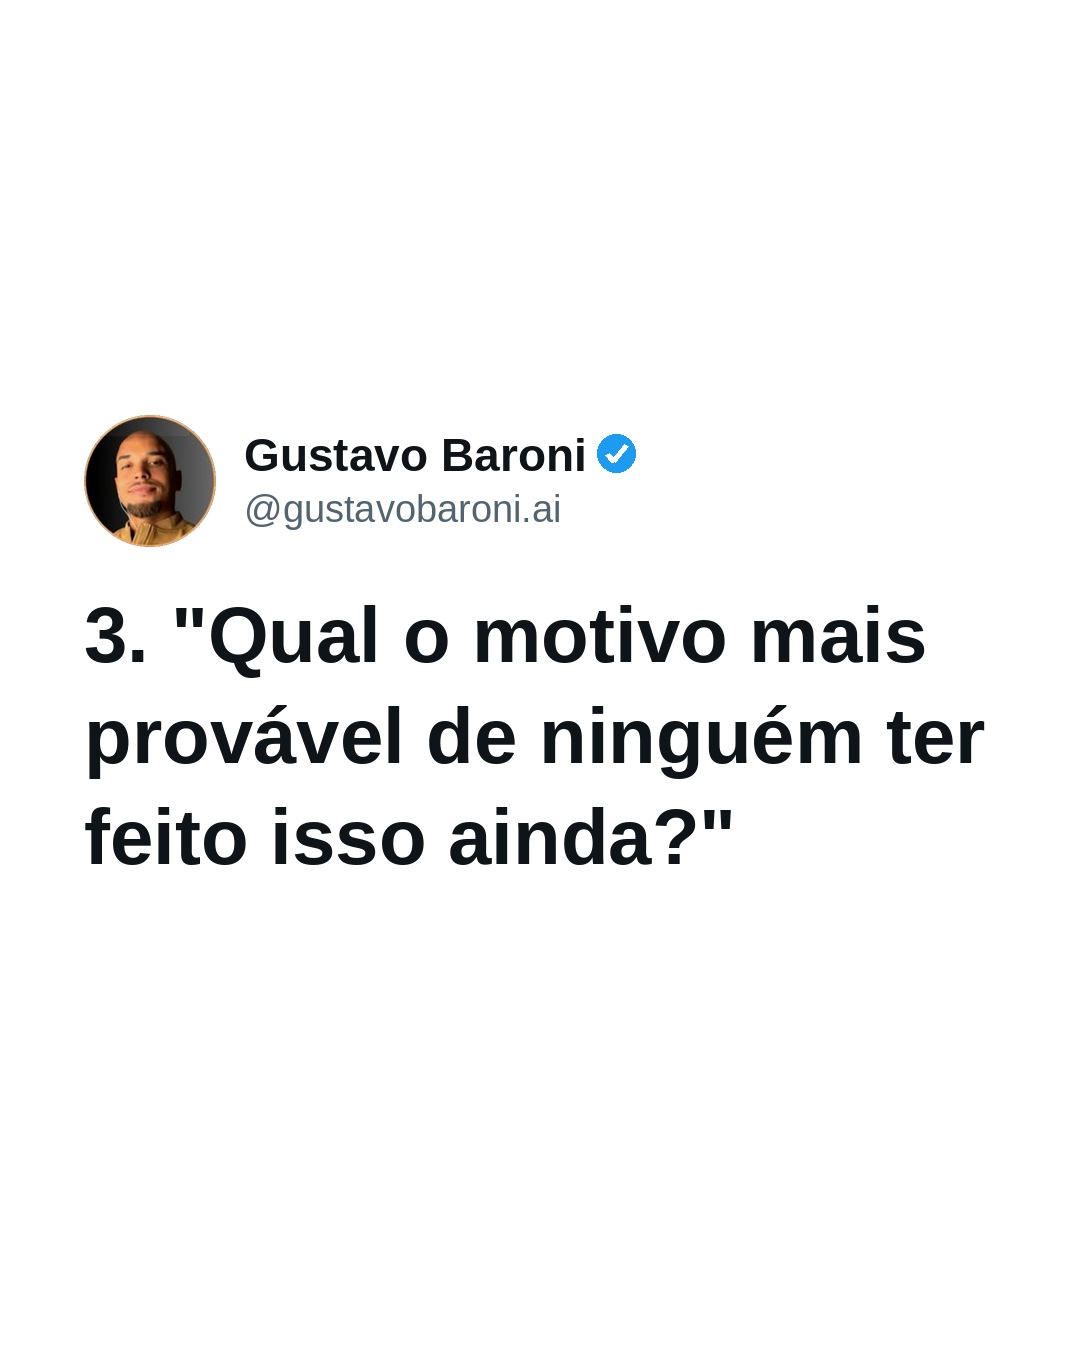 Gustavo Baroni
@gustavobaroni.ai
3. "Qual o motivo mais
provável de ninguém ter
feito isso ainda?"